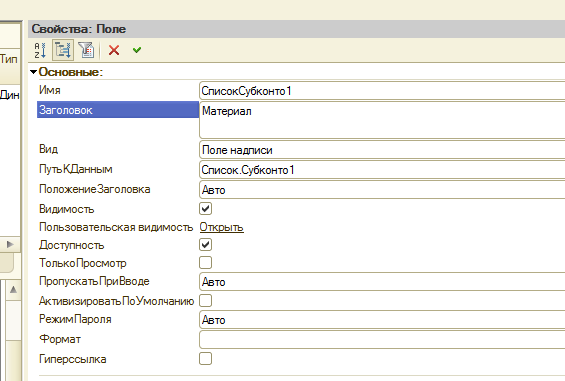 Свойства: Поле
Тип
Основные:
Имя СписокСубконто1
Дин
Заголовок Материал
Вид Поле надписи
ПутьКДанным Список.Субконто1
ПоложениеЗаголовка Авто
Видимость
Пользовательская видимость Открыть
Доступность
ТолькоПросмотр
ПропускатьПриВводе Авто
АктивизироватьПоУмолчанию
РежимПароля Авто
Формат
Гиперссылка